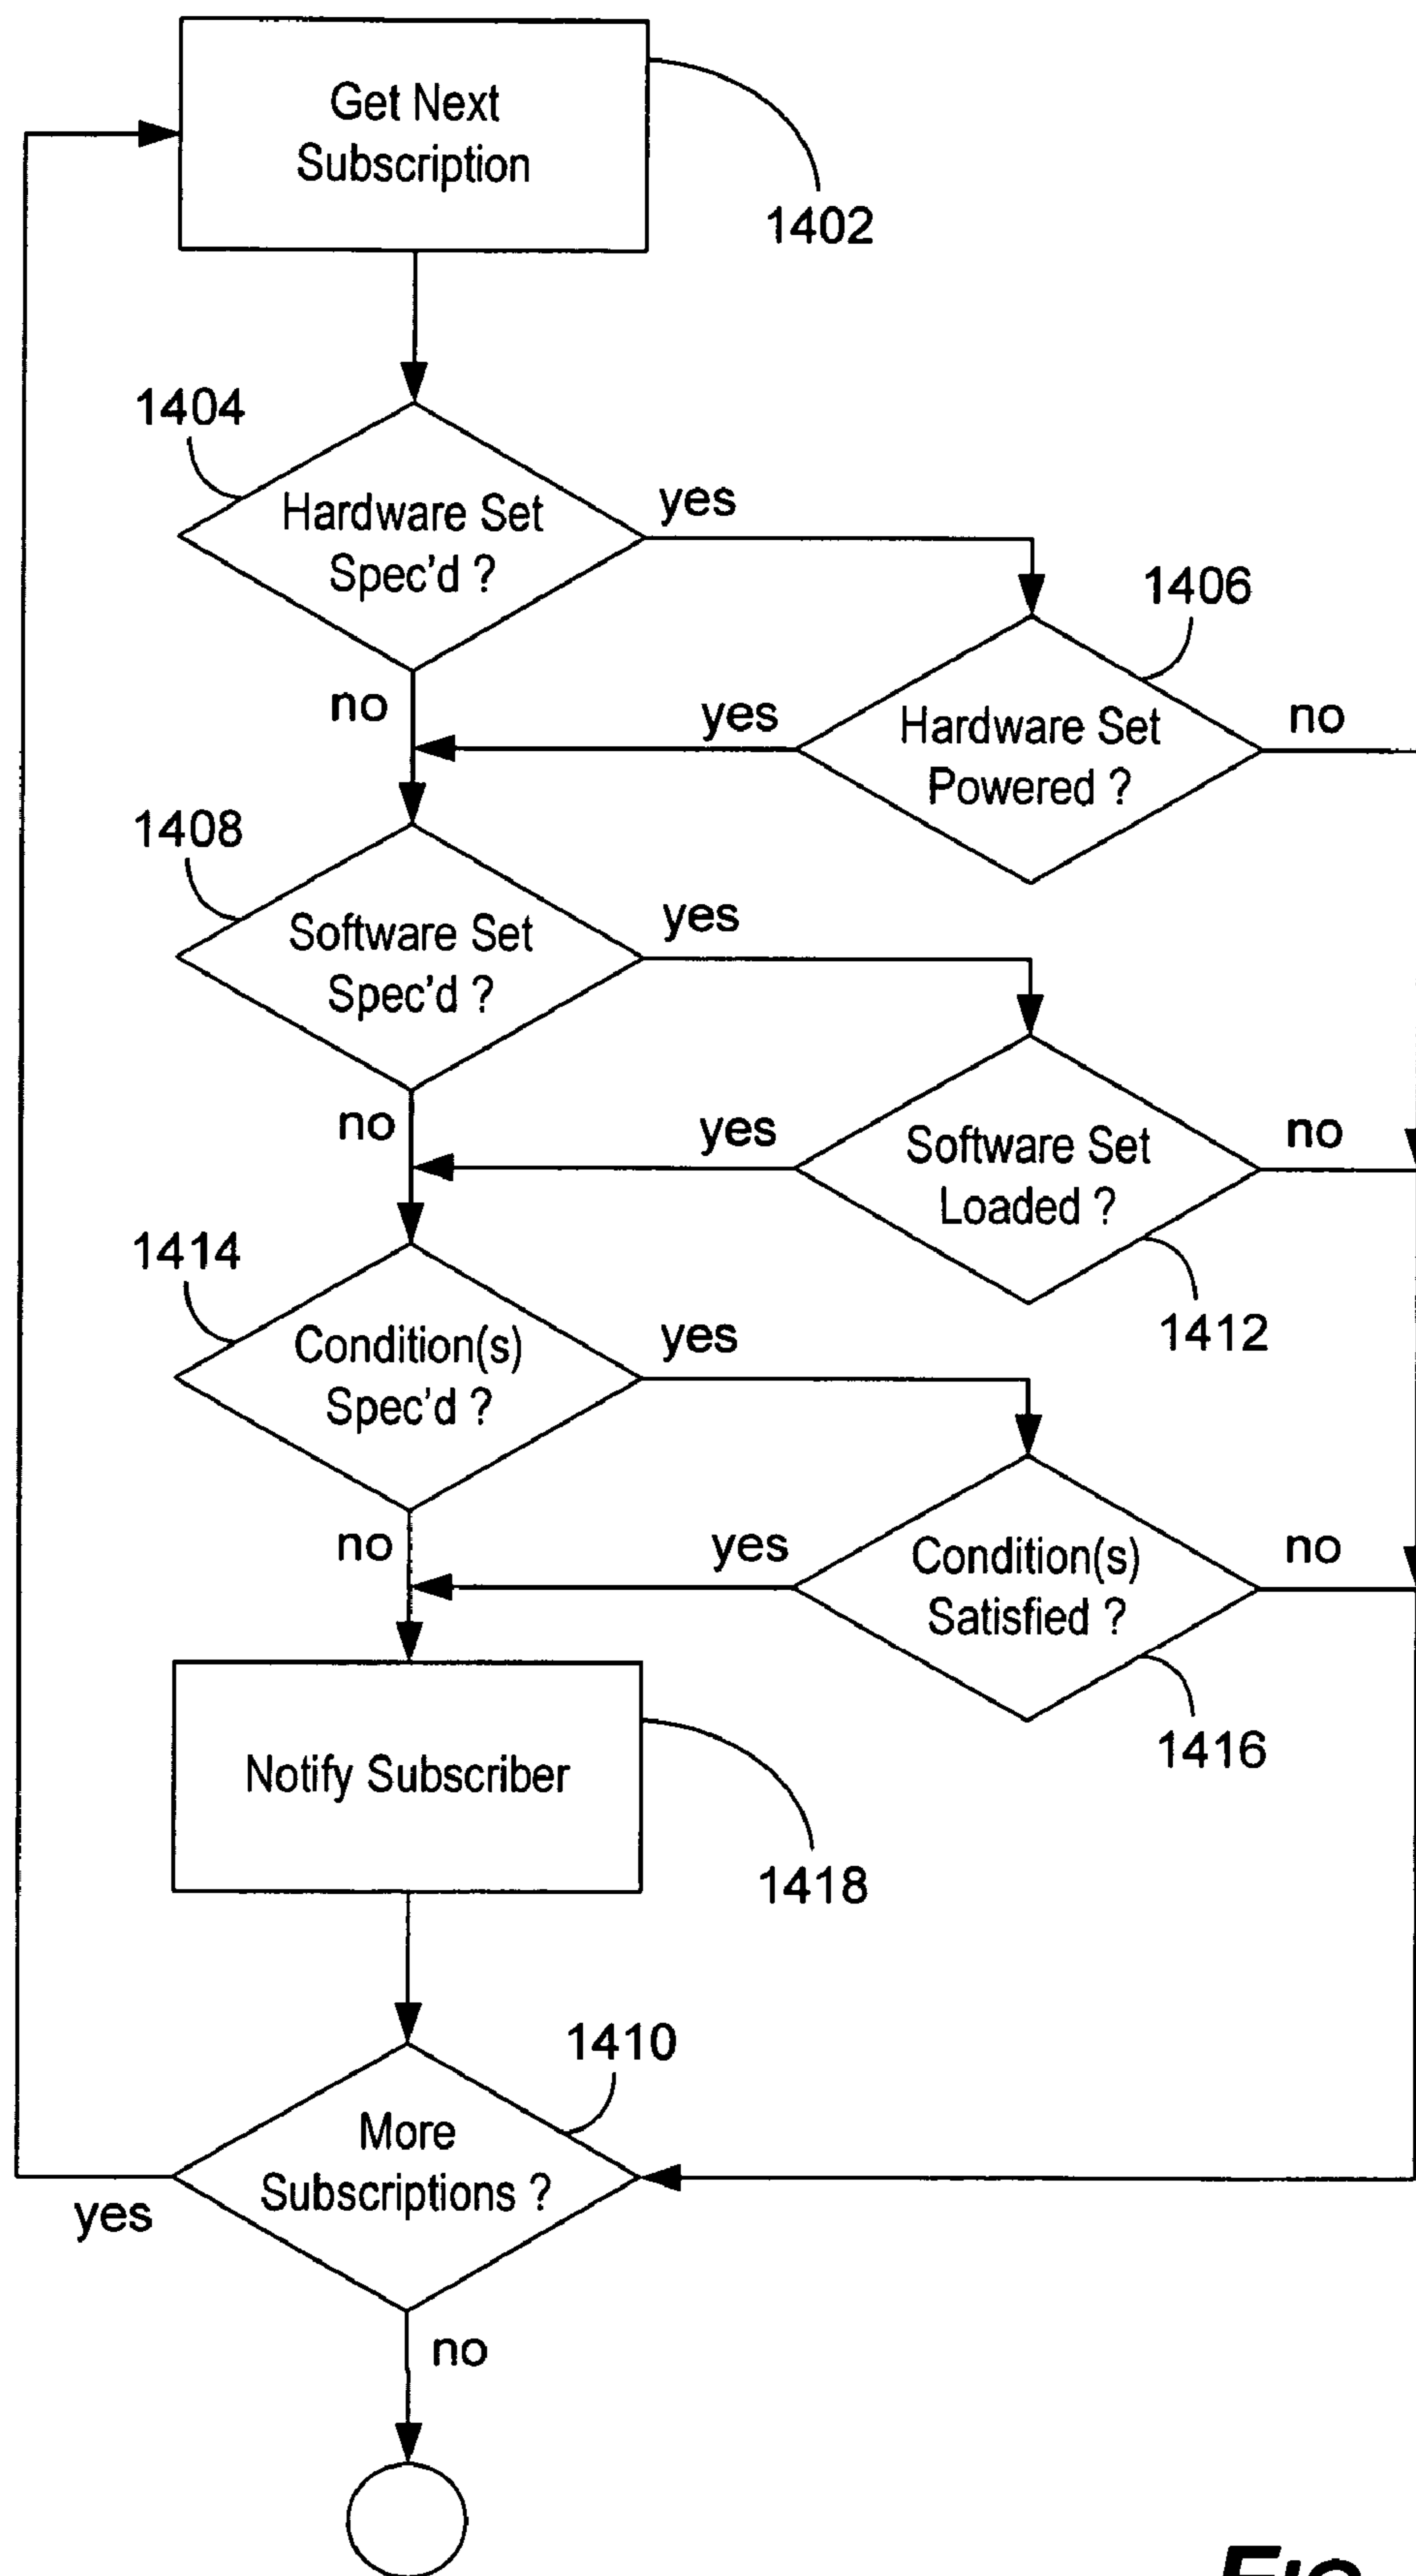 Get Next
Subscription
1402
1404
Hardware Set
Spec'd ?
yes
no
1406
Hardware Set
Powered ?
yes
no
1408
Software Set
Spec'd ?
yes
no
Software Set
Loaded ?
yes
no
1412
1414
Condition(s)
Spec'd ?
yes
no
Condition(s)
Satisfied ?
yes
no
1416
Notify Subscriber
1418
1410
More
Subscriptions ?
yes
no
FIG